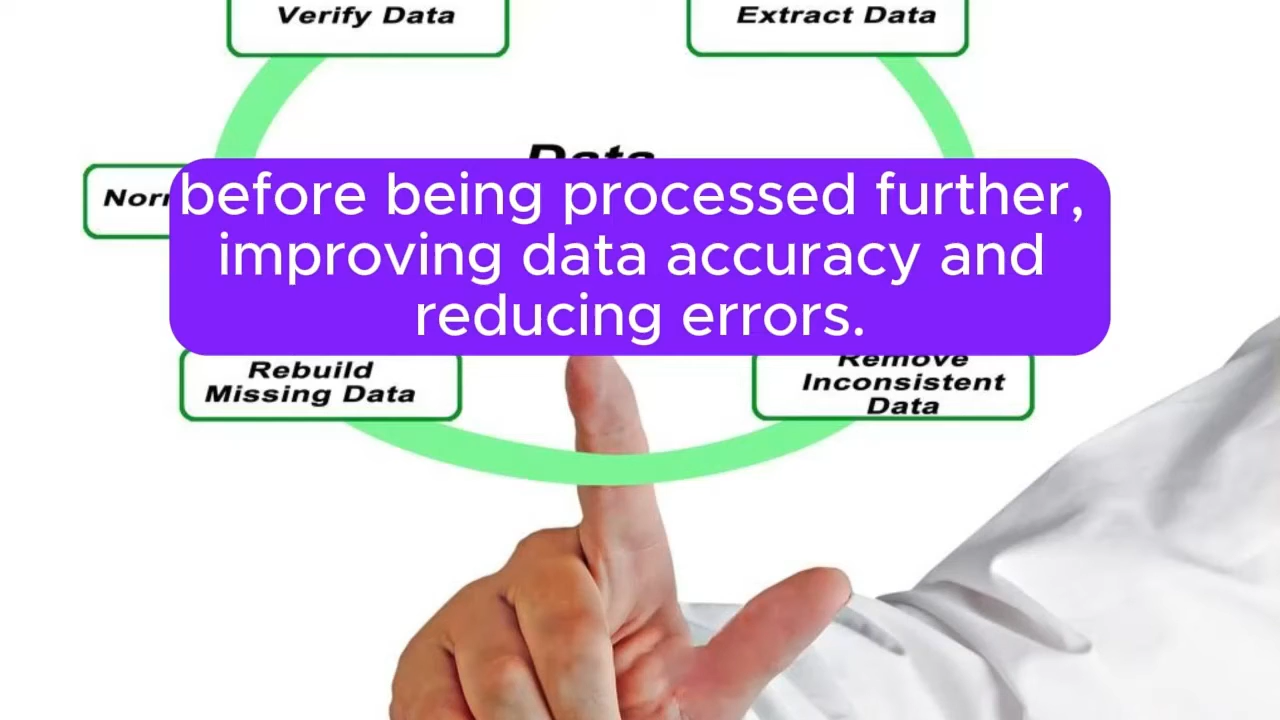 Verify Data
Extract Data
Data
before being processed further,
improving data accuracy and
reducing errors.
Rebuild
Missing Data
Remove
Inconsistent
Data